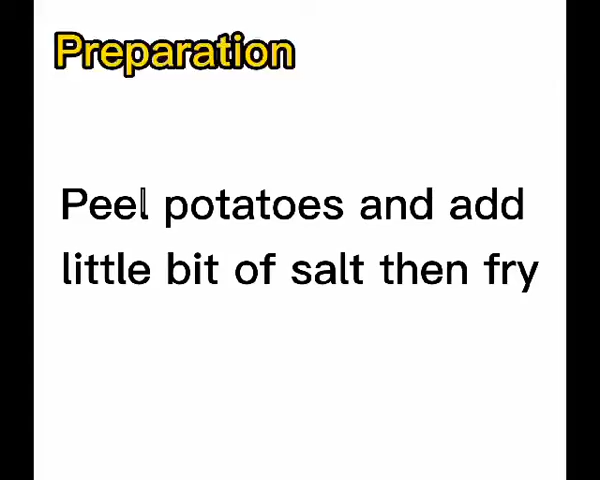 Preparation
Peel potatoes and add
little bit of salt then fry